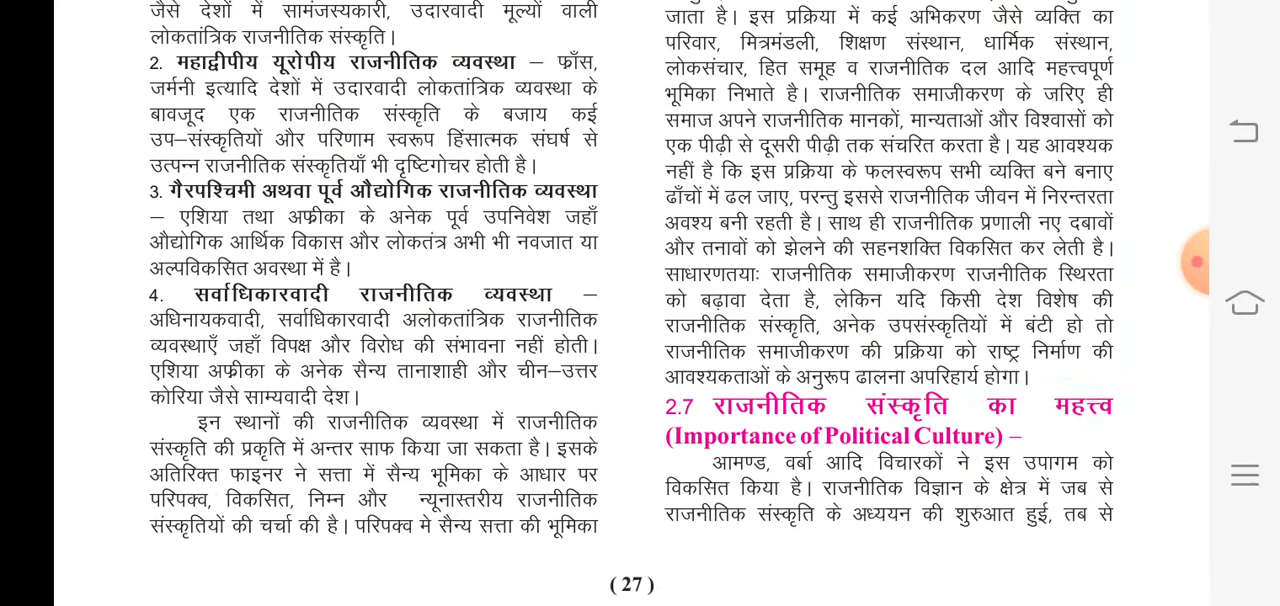 जैसे देशों में सामंजस्यकारी, उदारवादी मूल्यों वाली
लोकतांत्रिक राजनीतिक संस्कृति।
2. महाद्वीपीय यूरोपीय राजनीतिक व्यवस्था – फ्राँस,
जर्मनी इत्यादि देशों में उदारवादी लोकतांत्रिक व्यवस्था के
बावजूद एक राजनीतिक संस्कृति के बजाय कई
उप–संस्कृतियों और परिणाम स्वरूप हिंसात्मक संघर्ष से
उत्पन्न राजनीतिक संस्कृतियाँ भी दृष्टिगोचर होती है।
3. गैरपश्चिमी अथवा पूर्व औद्योगिक राजनीतिक व्यवस्था
– एशिया तथा अफ्रीका के अनेक पूर्व उपनिवेश जहाँ
औद्योगिक आर्थिक विकास और लोकतंत्र अभी भी नवजात या
अल्पविकसित अवस्था में है।
4. सर्वाधिकारवादी राजनीतिक व्यवस्था –
अधिनायकवादी, सर्वाधिकारवादी अलोकतांत्रिक राजनीतिक
व्यवस्थाएँ जहाँ विपक्ष और विरोध की संभावना नहीं होती।
एशिया अफ्रीका के अनेक सैन्य तानाशाही और चीन–उत्तर
कोरिया जैसे साम्यवादी देश।
इन स्थानों की राजनीतिक व्यवस्था में राजनीतिक
संस्कृति की प्रकृति में अन्तर साफ किया जा सकता है। इसके
अतिरिक्त फाइनर ने सत्ता में सैन्य भूमिका के आधार पर
परिपक्व, विकसित, निम्न और न्यूनास्तरीय राजनीतिक
संस्कृतियों की चर्चा की है। परिपक्व मे सैन्य सत्ता की भूमिका
जाता है। इस प्रक्रिया में कई अभिकरण जैसे व्यक्ति का
परिवार, मित्रमंडली, शिक्षण संस्थान, धार्मिक संस्थान,
लोकसंचार, हित समूह व राजनीतिक दल आदि महत्त्वपूर्ण
भूमिका निभाते है। राजनीतिक समाजीकरण के जरिए ही
समाज अपने राजनीतिक मानकों, मान्यताओं और विश्वासों को
एक पीढ़ी से दूसरी पीढ़ी तक संचरित करता है। यह आवश्यक
नहीं है कि इस प्रक्रिया के फलस्वरूप सभी व्यक्ति बने बनाए
ढाँचों में ढल जाए, परन्तु इससे राजनीतिक जीवन में निरन्तरता
अवश्य बनी रहती है। साथ ही राजनीतिक प्रणाली नए दबावों
और तनावों को झेलने की सहनशक्ति विकसित कर लेती है।
साधारणतयाः राजनीतिक समाजीकरण राजनीतिक स्थिरता
को बढ़ावा देता है, लेकिन यदि किसी देश विशेष की
राजनीतिक संस्कृति, अनेक उपसंस्कृतियों में बंटी हो तो
राजनीतिक समाजीकरण की प्रक्रिया को राष्ट्र निर्माण की
आवश्यकताओं के अनुरूप ढालना अपरिहार्य होगा।
2.7 राजनीतिक संस्कृति का महत्त्व
(Importance of Political Culture) –
आमण्ड, वर्बा आदि विचारकों ने इस उपागम को
विकसित किया है। राजनीतिक विज्ञान के क्षेत्र में जब से
राजनीतिक संस्कृति के अध्ययन की शुरुआत हुई, तब से
( 27 )